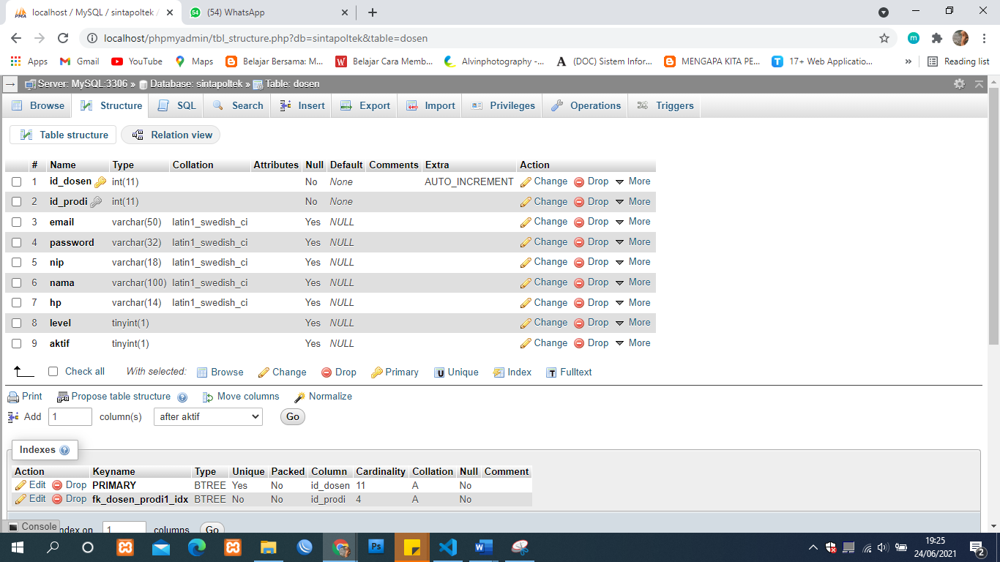 localhost / MySQL / sintapoltek /
(54) WhatsApp
localhost/phpmyadmin/tbl_structure.php?db=sintapoltek&table=dosen
Apps Gmail YouTube Maps Belajar Bersama: M... Belajar Cara Memb... Alvinphotography -... (DOC) Sistem Infor... MENGAPA KITA PE... 17+ Web Applicatio... » Reading list
Server: MySQL:3306 » Database: sintapoltek » Table: dosen
Browse Structure SQL Search Insert Export Import Privileges Operations Triggers
Table structure Relation view
# Name Type Collation Attributes Null Default Comments Extra Action
1 id_dosen int(11) No None AUTO_INCREMENT Change Drop More
2 id_prodi int(11) No None Change Drop More
3 email varchar(50) latin1_swedish_ci Yes NULL Change Drop More
4 password varchar(32) latin1_swedish_ci Yes NULL Change Drop More
5 nip varchar(18) latin1_swedish_ci Yes NULL Change Drop More
6 nama varchar(100) latin1_swedish_ci Yes NULL Change Drop More
7 hp varchar(14) latin1_swedish_ci Yes NULL Change Drop More
8 level tinyint(1) Yes NULL Change Drop More
9 aktif tinyint(1) Yes NULL Change Drop More
Check all With selected: Browse Change Drop Primary Unique Index Fulltext
Print Propose table structure Move columns Normalize
Add 1 column(s) after aktif Go
Indexes
Action Keyname Type Unique Packed Column Cardinality Collation Null Comment
Edit Drop PRIMARY BTREE Yes No id_dosen 11 A No
Edit Drop fk_dosen_prodi1_idx BTREE No No id_prodi 4 A No
Console ndex on 1 columns Go
19:25
24/06/2021
2